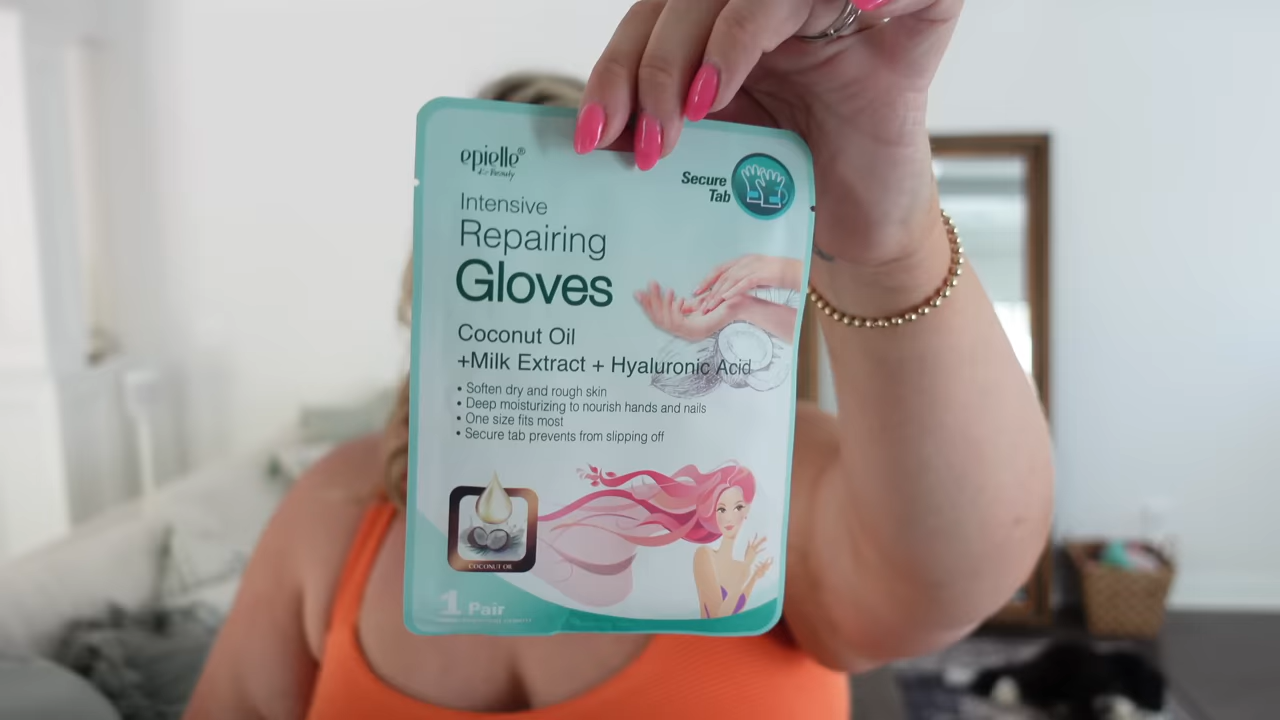 epielle®
for Beauty
Secure
Tab
Intensive
Repairing
Gloves
Coconut Oil
+Milk Extract + Hyaluronic Acid
• Soften dry and rough skin
• Deep moisturizing to nourish hands and nails
• One size fits most
• Secure tab prevents from slipping off
COCONUT OIL
1 Pair